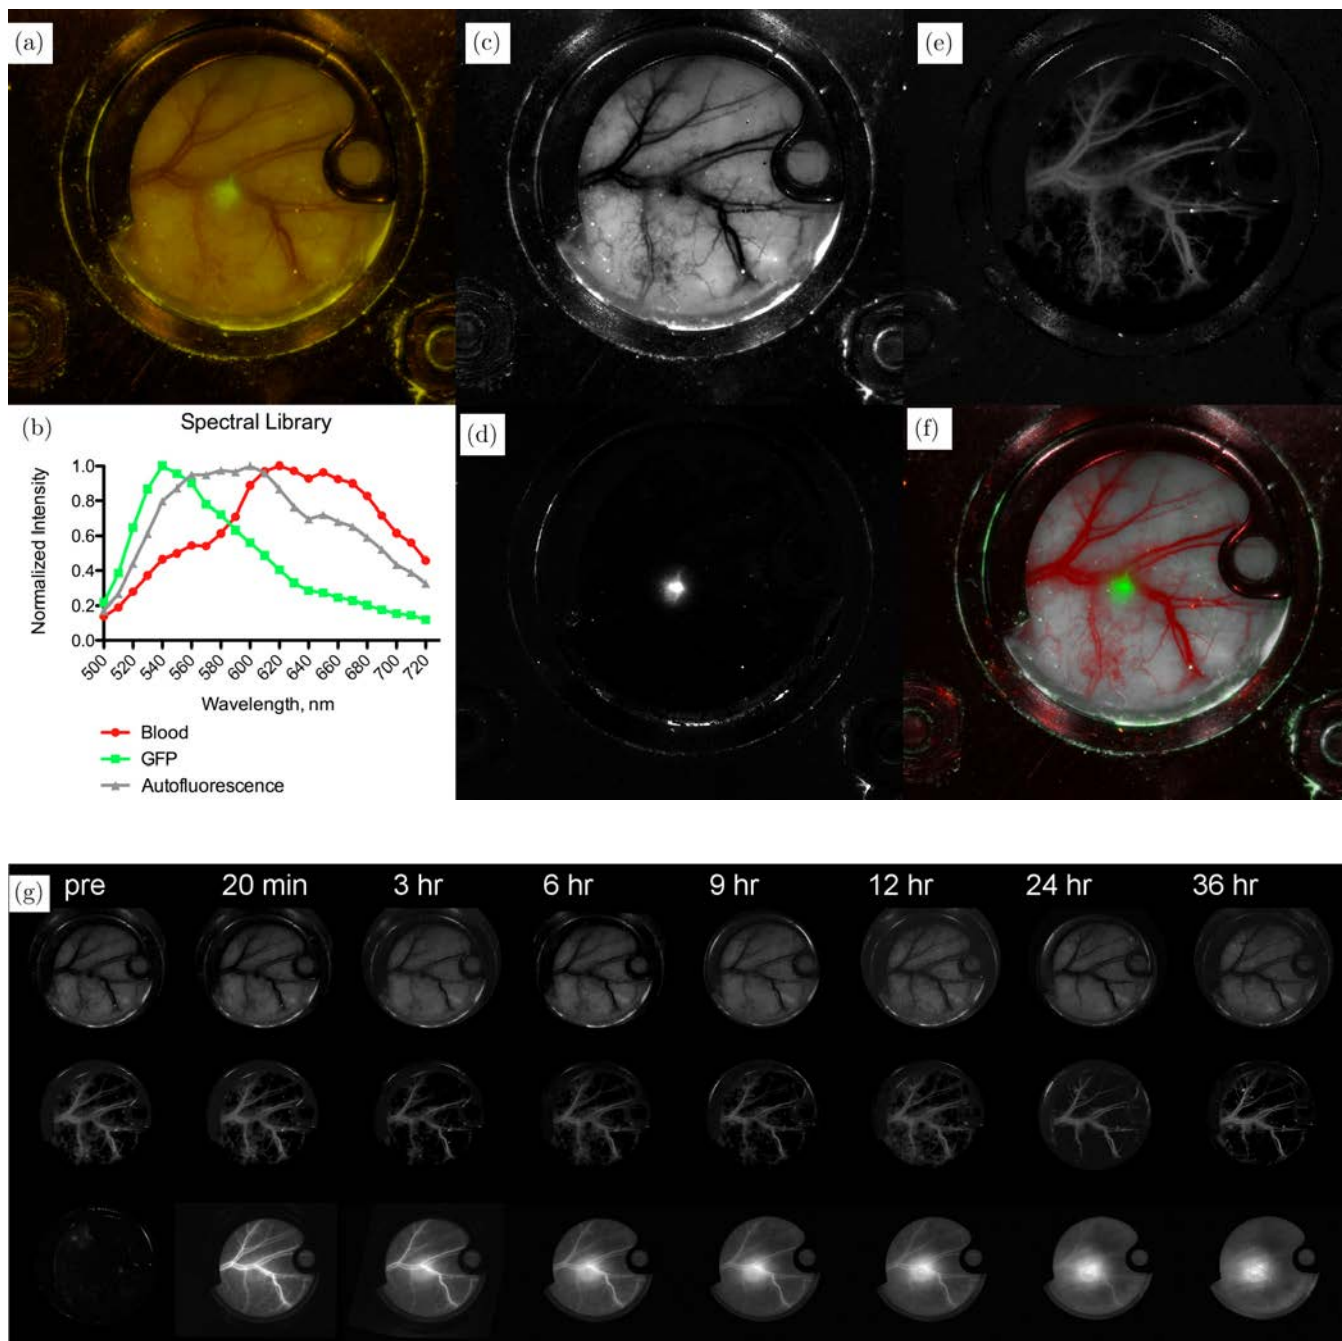 (a)
(c)
(e)
(b)
Spectral Library
Normalized Intensity
1.0
0.8
0.6
0.4
0.2
0.0
500 520 540 560 580 600 620 640 660 680 700 720
Wavelength, nm
Blood
GFP
Autofluorescence
(d)
(f)
(g) pre 20 min 3 hr 6 hr 9 hr 12 hr 24 hr 36 hr